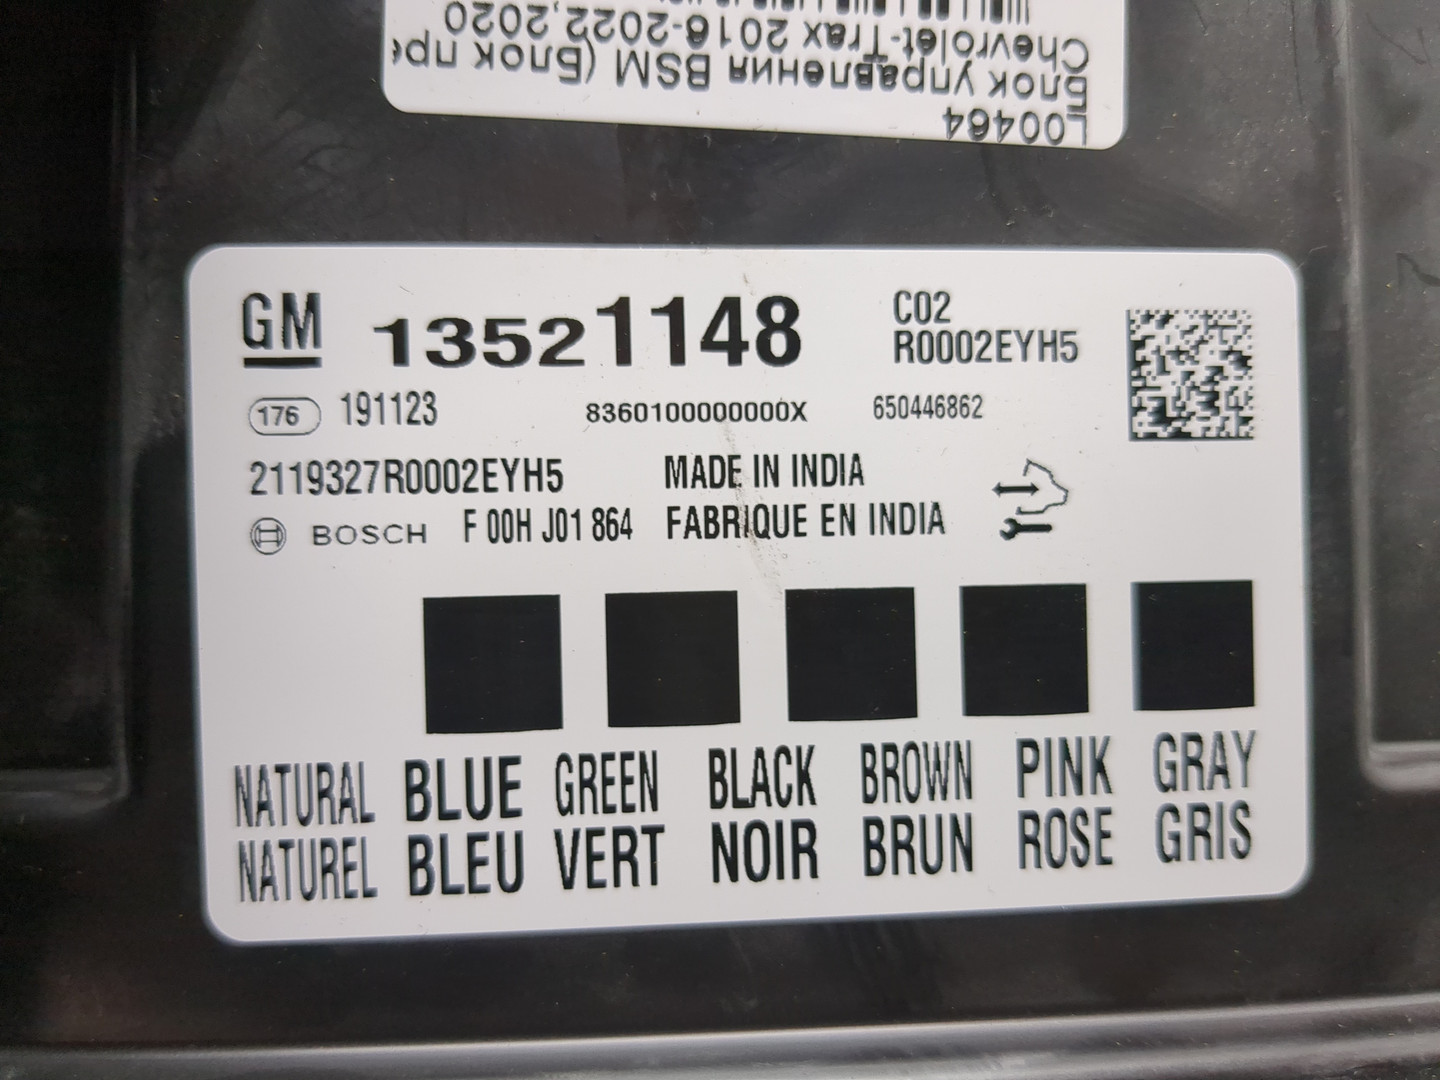 L00464
Блок управления BSM (Блок пре
Chevrolet-Trax 2016-2022,2020
GM 13521148 C02
R0002EYH5
176 191123 8360100000000X 650446862
2119327R0002EYH5 MADE IN INDIA
BOSCH F 00H J01 864 FABRIQUE EN INDIA
NATURAL BLUE GREEN BLACK BROWN PINK GRAY
NATUREL BLEU VERT NOIR BRUN ROSE GRIS